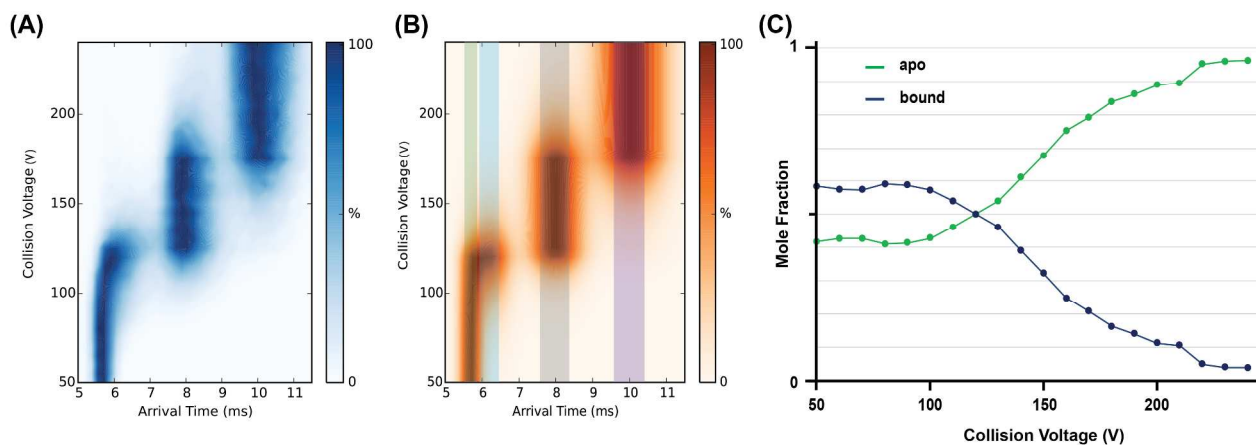 (A)
Collision Voltage (V)
200
150
100
50
5 6 7 8 9 10 11
Arrival Time (ms)
100
%
0
(B)
Collision Voltage (V)
200
150
100
50
5 6 7 8 9 10 11
Arrival Time (ms)
100
%
0
(C)
Mole Fraction
1
0
apo
bound
50 100 150 200
Collision Voltage (V)